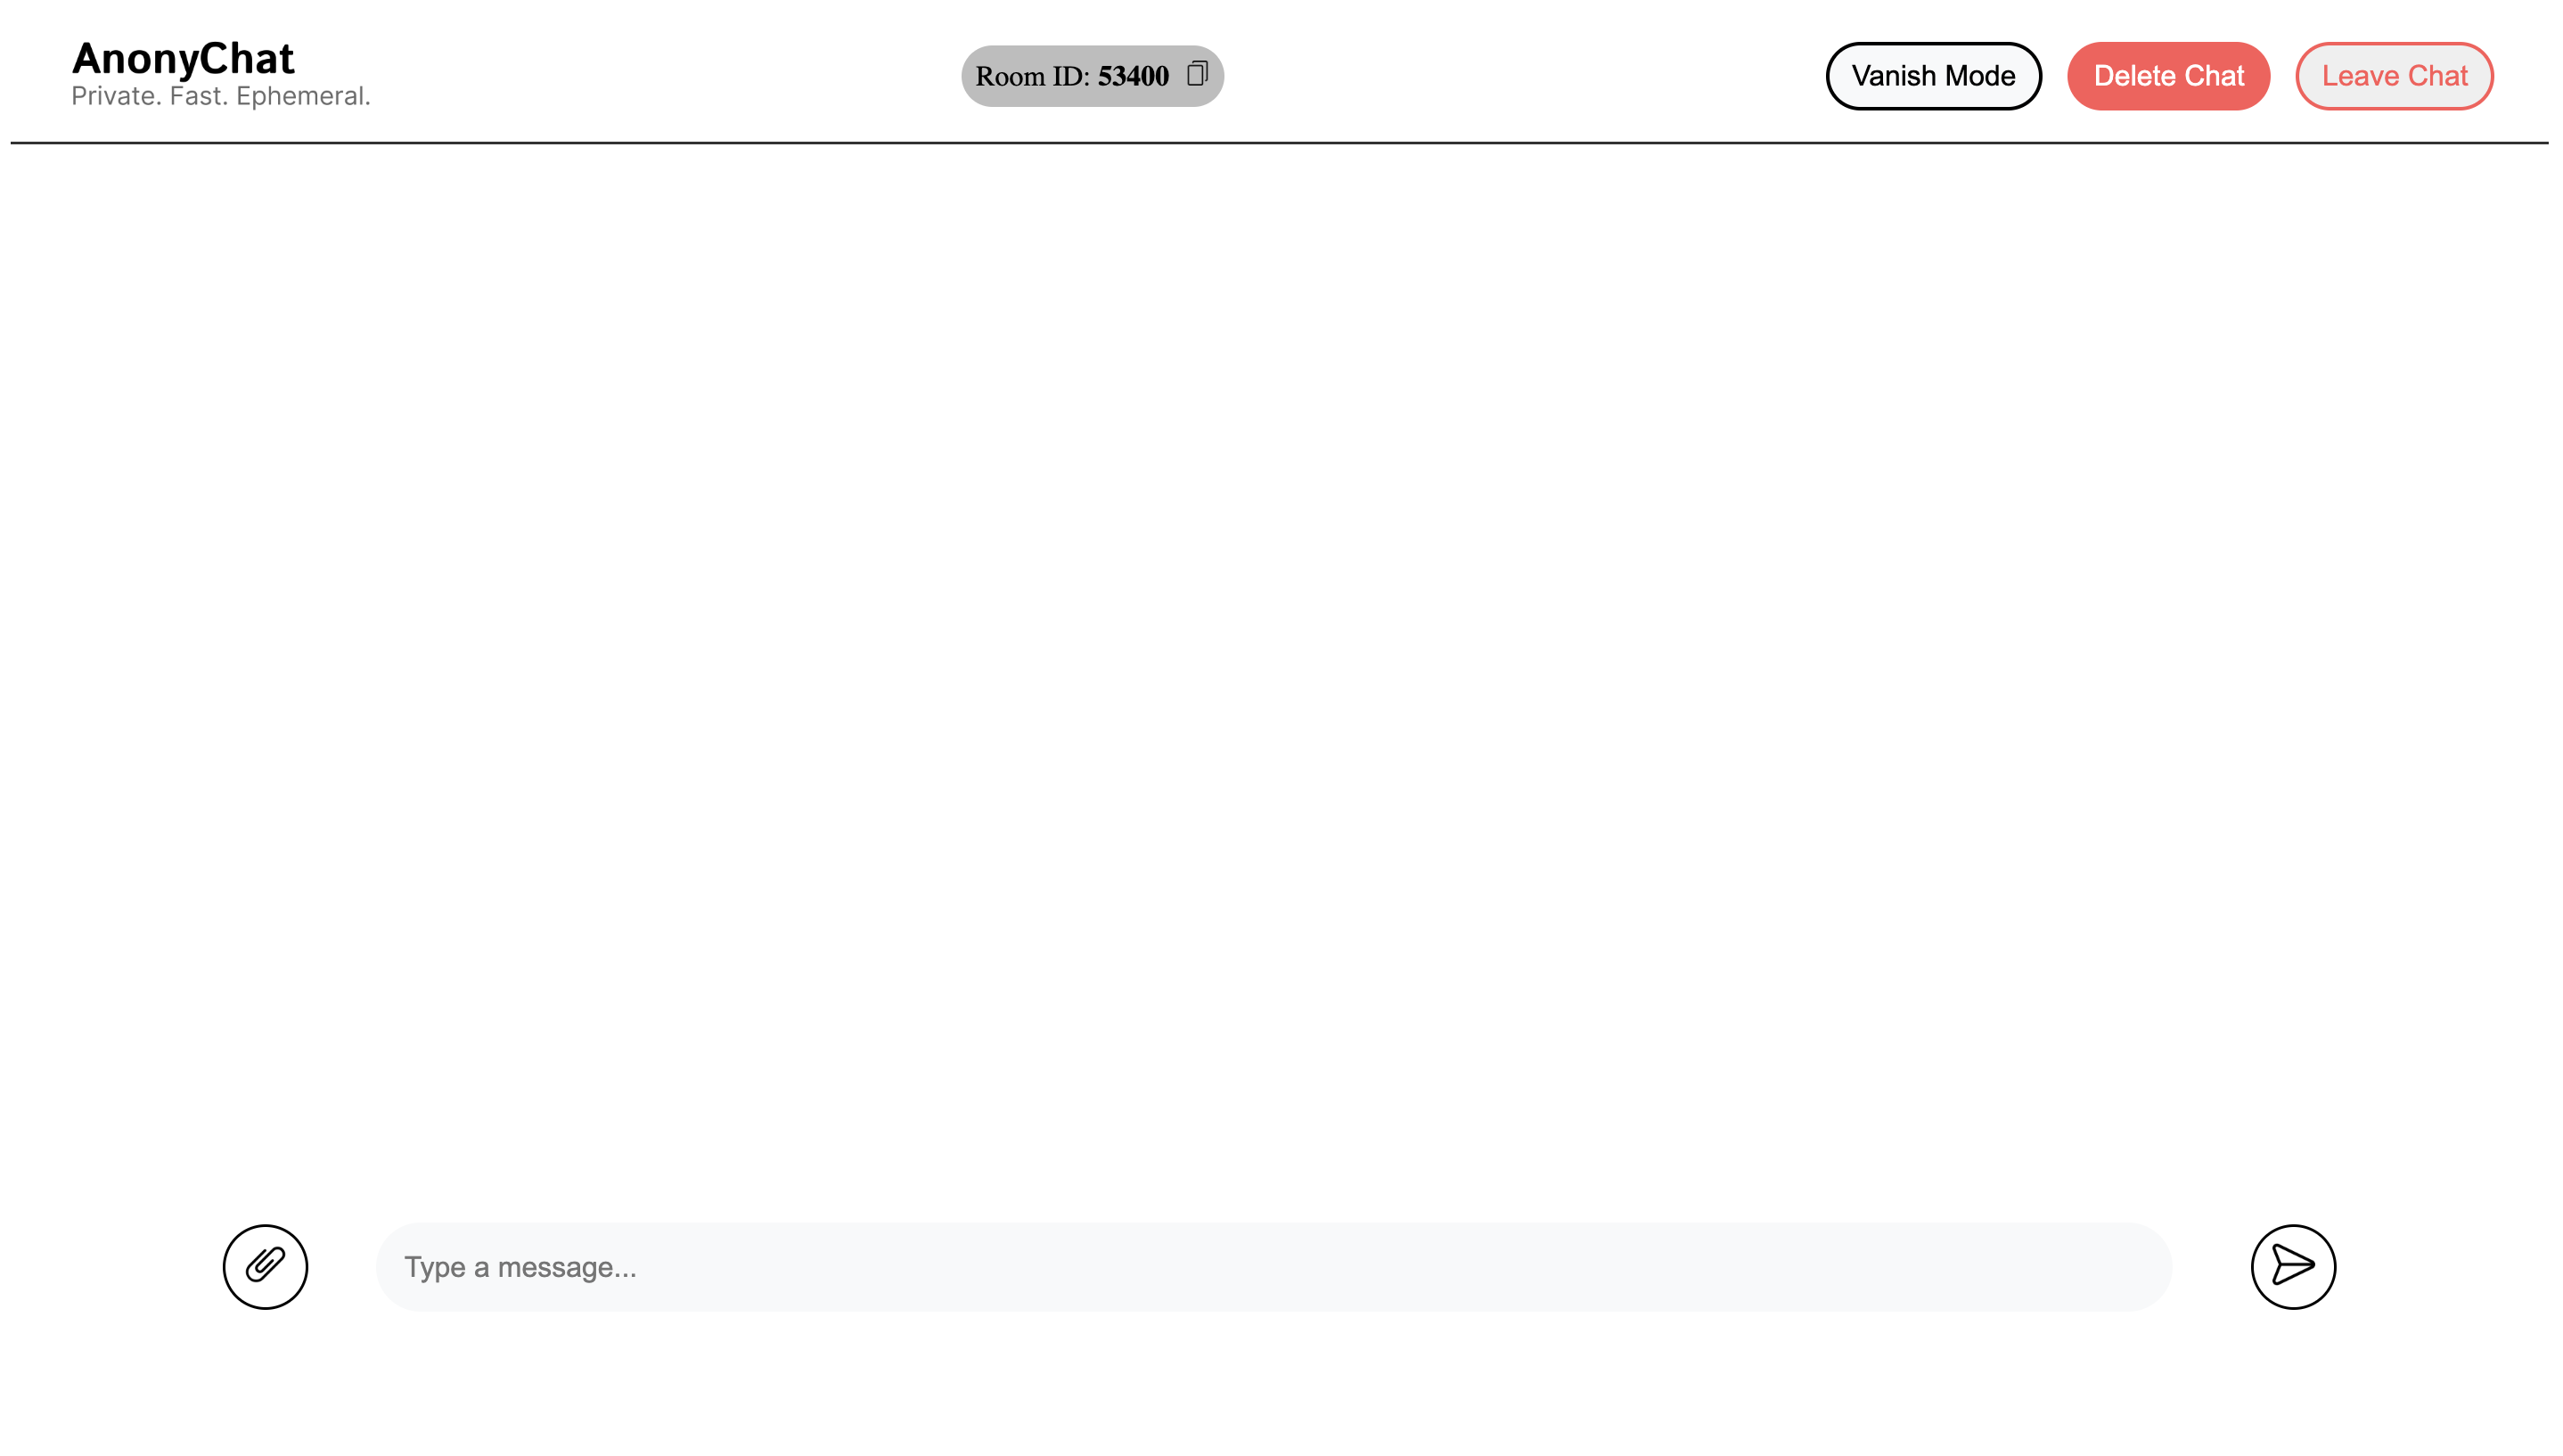 AnonyChat
Private. Fast. Ephemeral.
Room ID: 53400
Vanish Mode
Delete Chat
Leave Chat
Type a message...